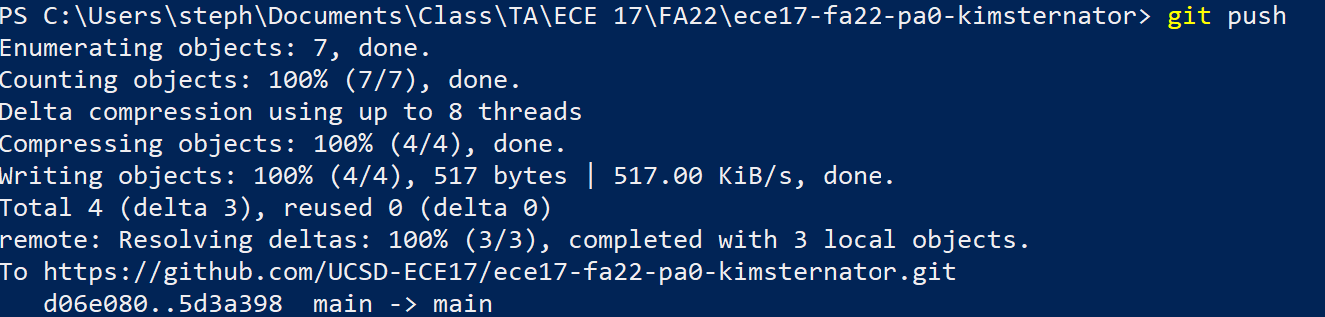 PS C:\Users\steph\Documents\Class\TA\ECE 17\FA22\ece17-fa22-pa0-kimsternator> git push
Enumerating objects: 7, done.
Counting objects: 100% (7/7), done.
Delta compression using up to 8 threads
Compressing objects: 100% (4/4), done.
Writing objects: 100% (4/4), 517 bytes | 517.00 KiB/s, done.
Total 4 (delta 3), reused 0 (delta 0)
remote: Resolving deltas: 100% (3/3), completed with 3 local objects.
To https://github.com/UCSD-ECE17/ece17-fa22-pa0-kimsternator.git
   d06e080..5d3a398  main -> main